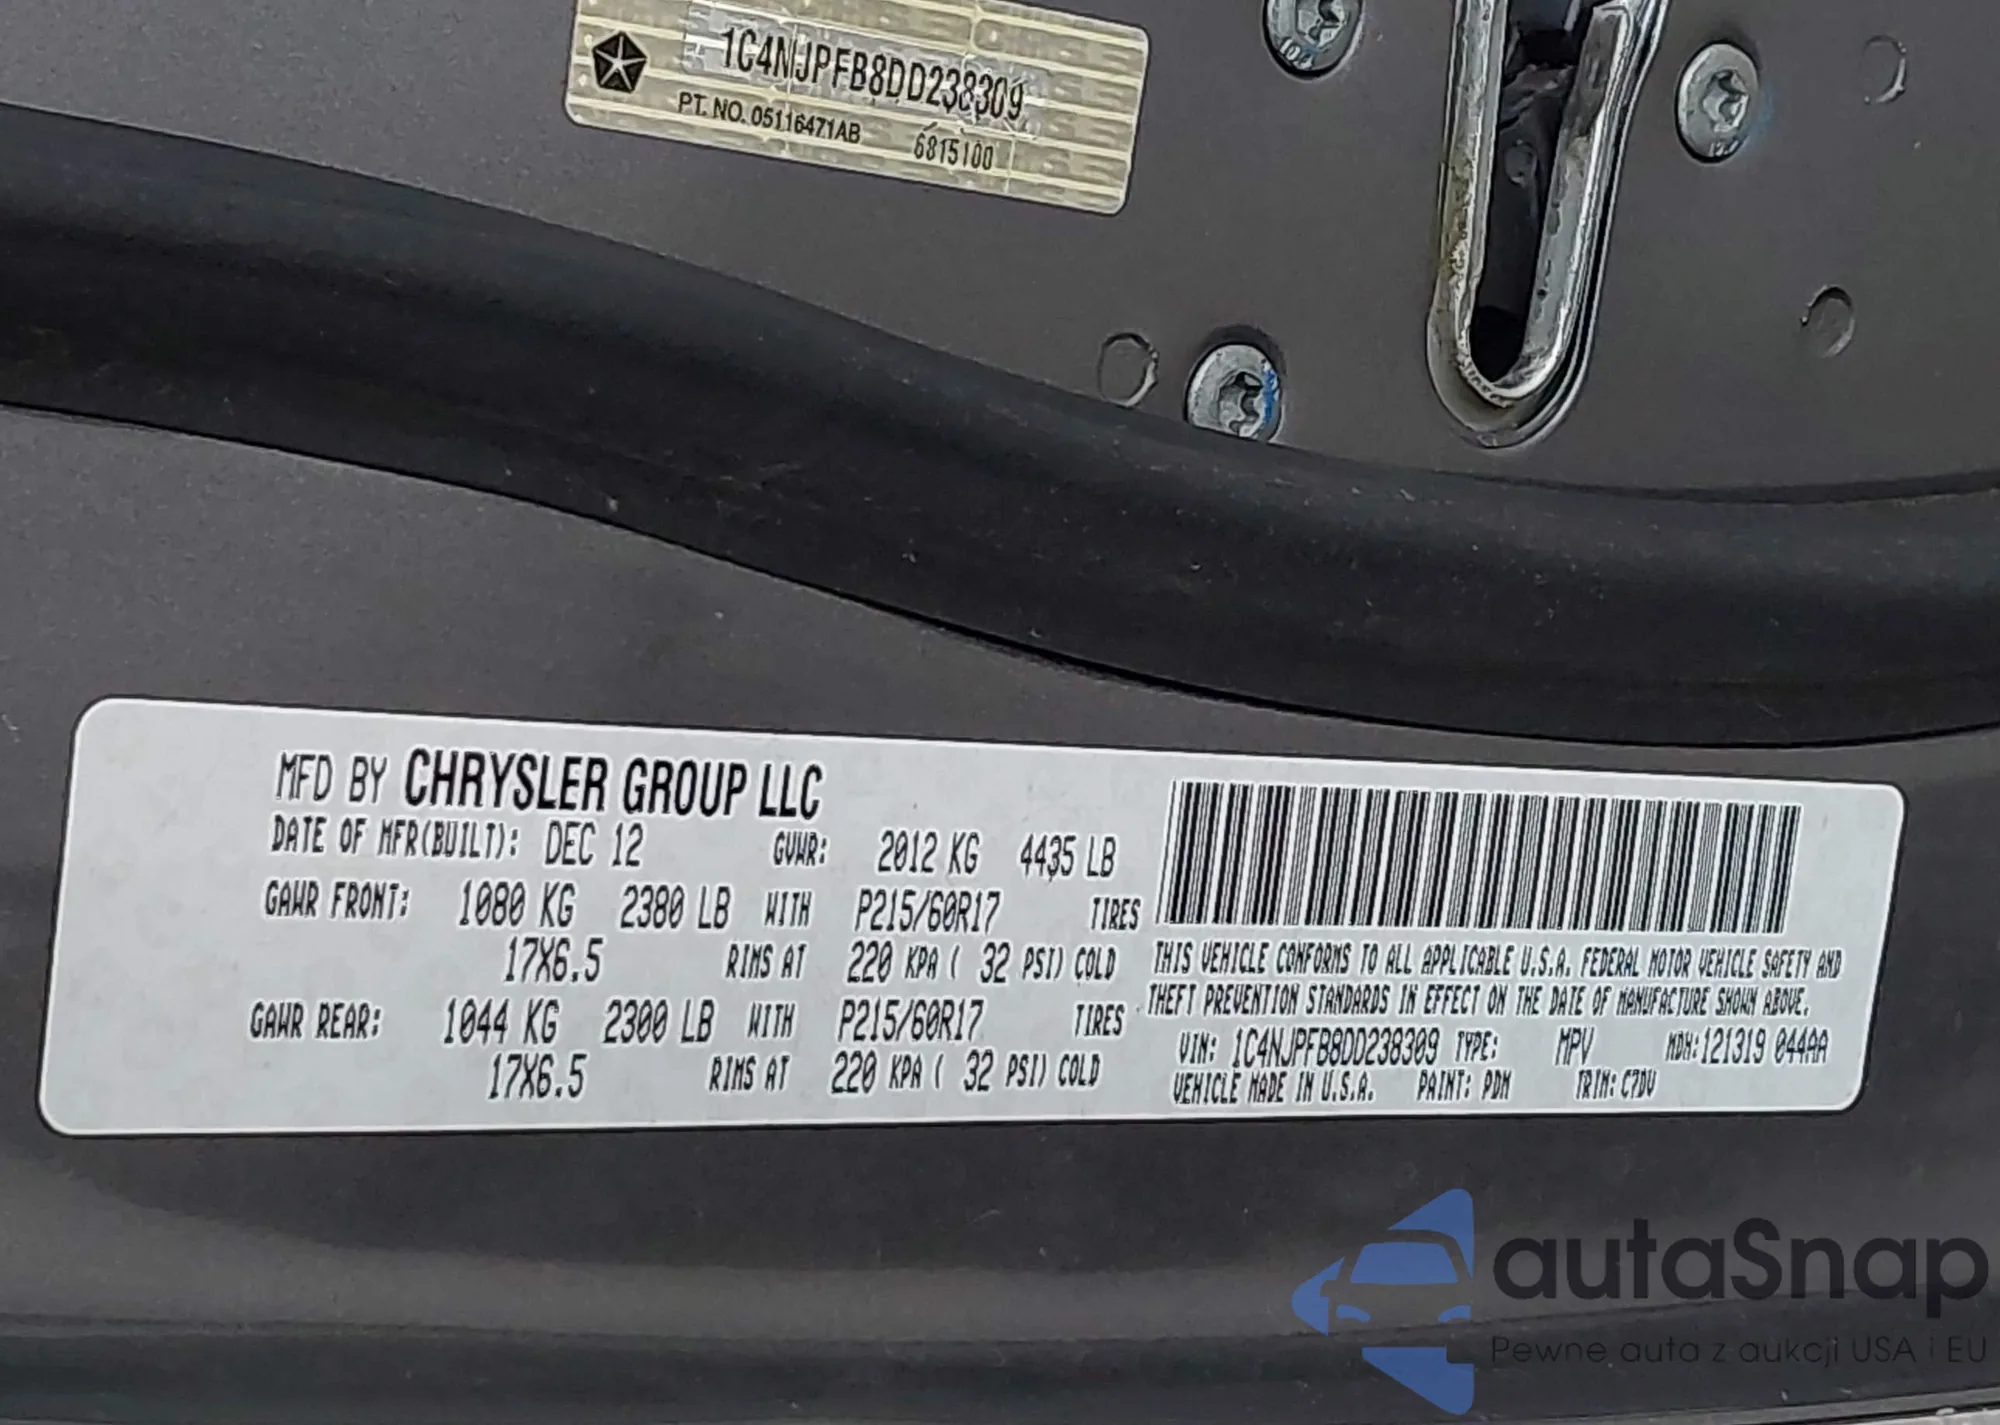 1C4NJPFB8DD238309
PT. NO. 05116471AB 6815100
MFD BY CHRYSLER GROUP LLC
DATE OF MFR(BUILT): DEC 12 GVWR: 2012 KG 4435 LB
GAWR FRONT: 1080 KG 2380 LB WITH P215/60R17 TIRES
17X6.5 RIMS AT 220 KPA ( 32 PSI) COLD
GAWR REAR: 1044 KG 2300 LB WITH P215/60R17 TIRES
17X6.5 RIMS AT 220 KPA ( 32 PSI) COLD
THIS VEHICLE CONFORMS TO ALL APPLICABLE U.S.A. FEDERAL MOTOR VEHICLE SAFETY AND
THEFT PREVENTION STANDARDS IN EFFECT ON THE DATE OF MANUFACTURE SHOWN ABOVE.
VIN: 1C4NJPFB8DD238309 TYPE: MPV MDH:121319 044AA
VEHICLE MADE IN U.S.A. PAINT: PDM TRIM: C7DV
autaSnap
Pewne auta z aukcji USA i EU